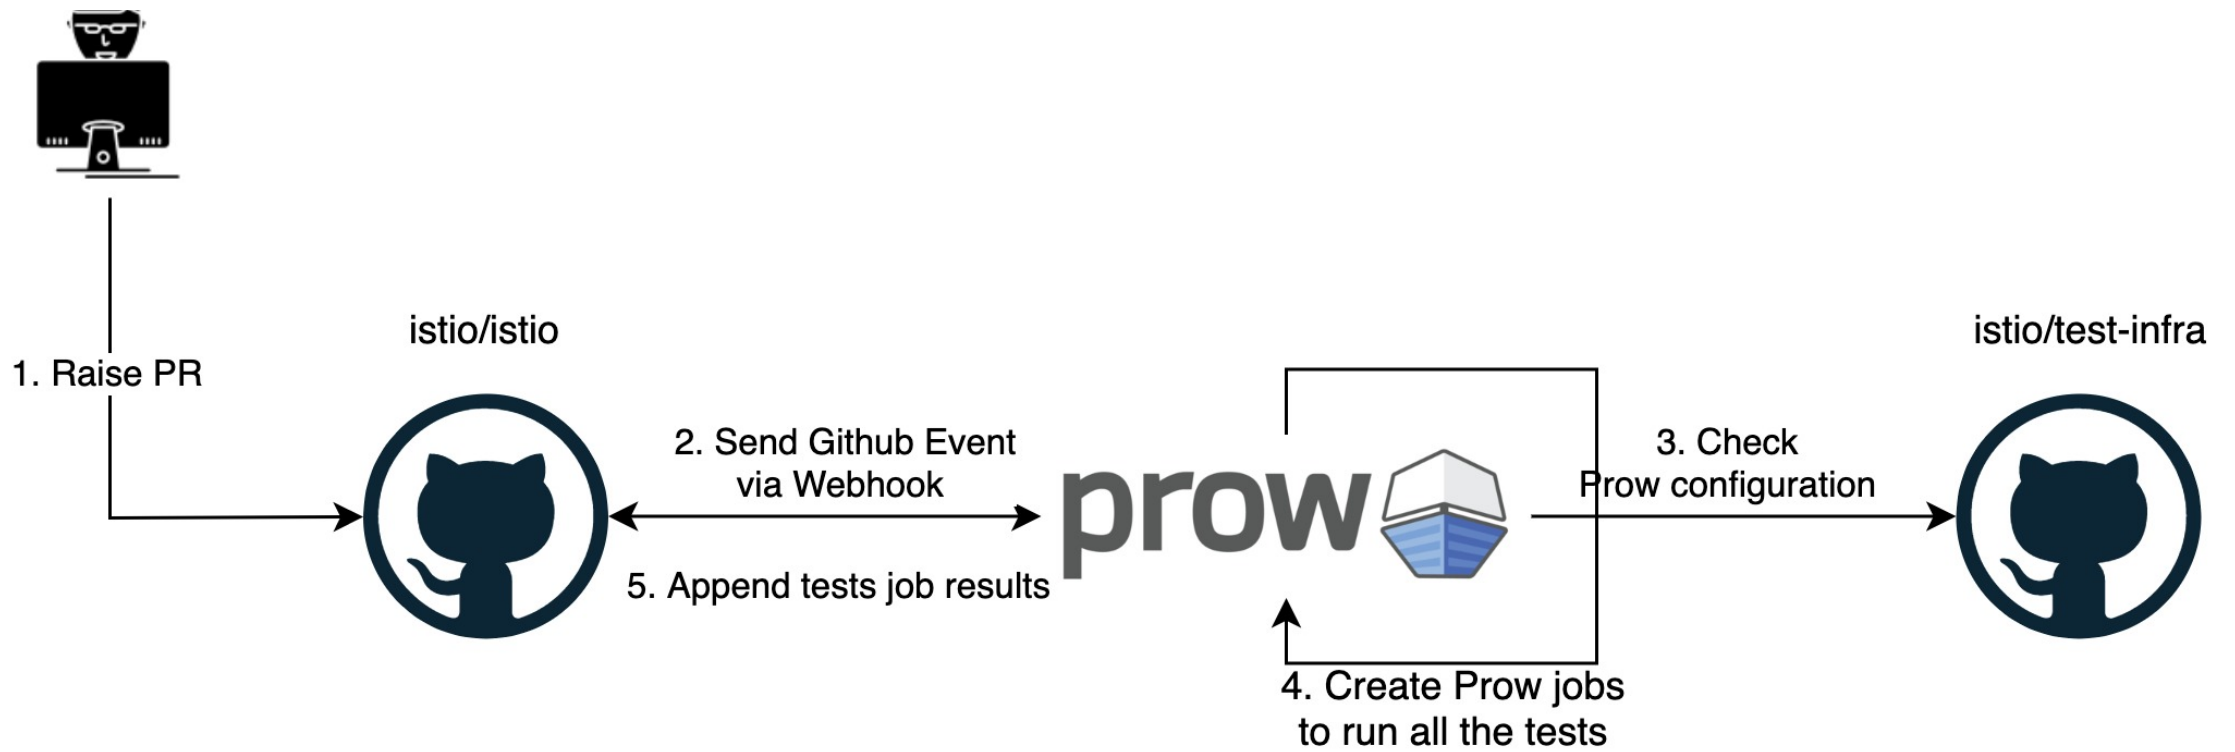 istio/istio
istio/test-infra
1. Raise PR
2. Send Github Event
via Webhook
prow
3. Check
Prow configuration
5. Append tests job results
4. Create Prow jobs
to run all the tests